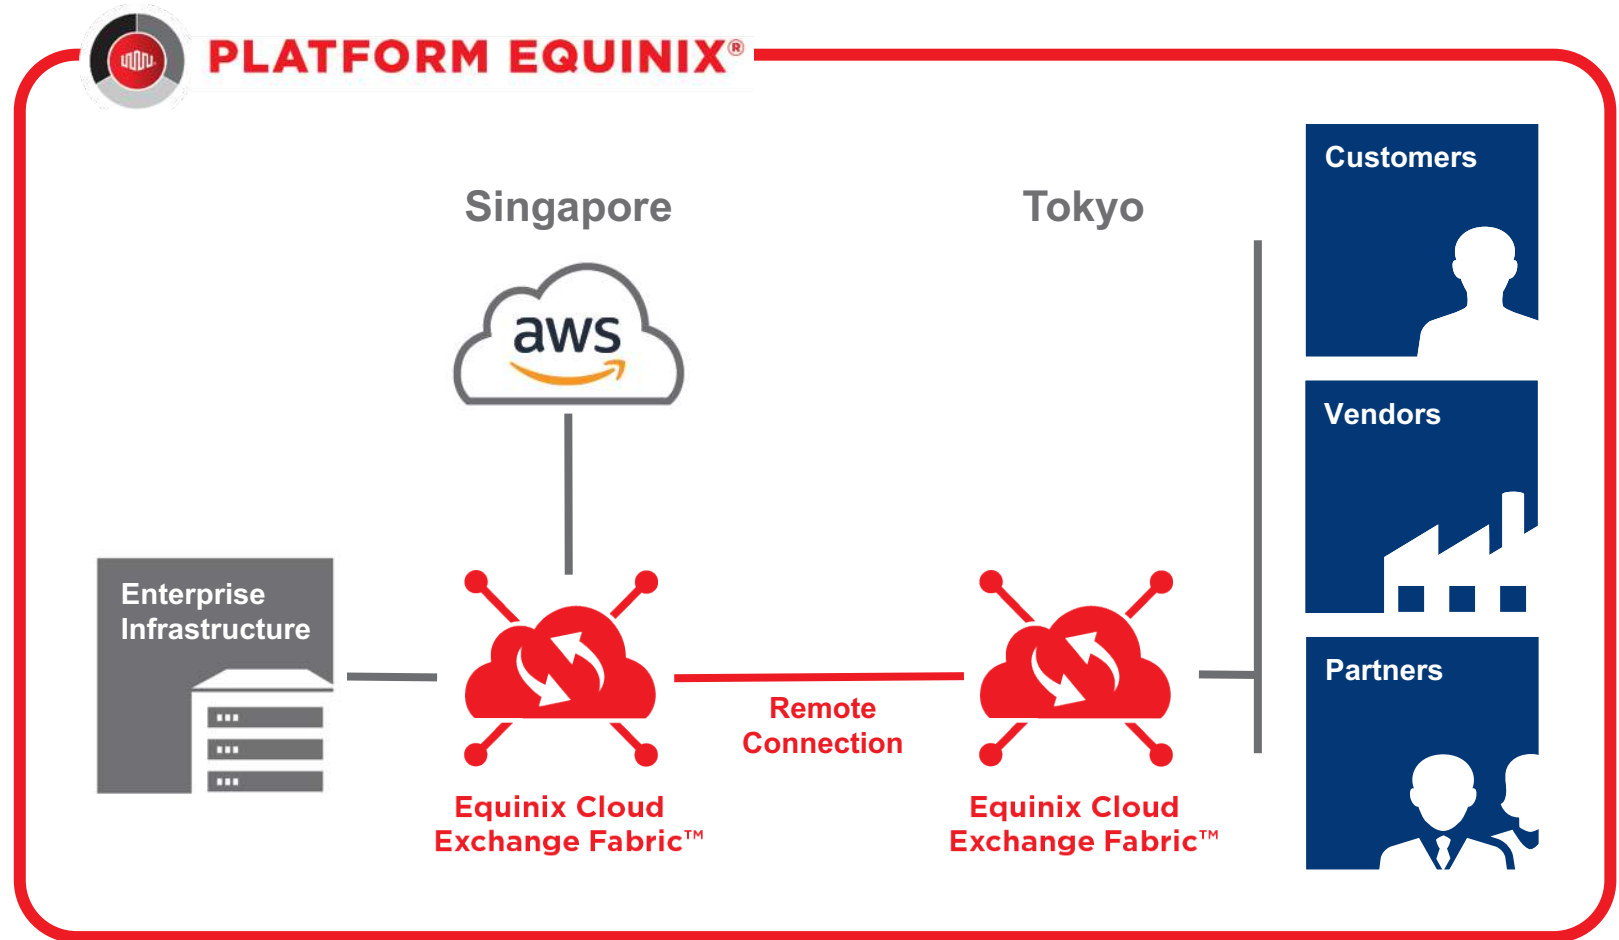 PLATFORM EQUINIX®
Singapore
Tokyo
aws
Customers
Vendors
Partners
Enterprise
Infrastructure
Remote
Connection
Equinix Cloud
Exchange Fabric™
Equinix Cloud
Exchange Fabric™